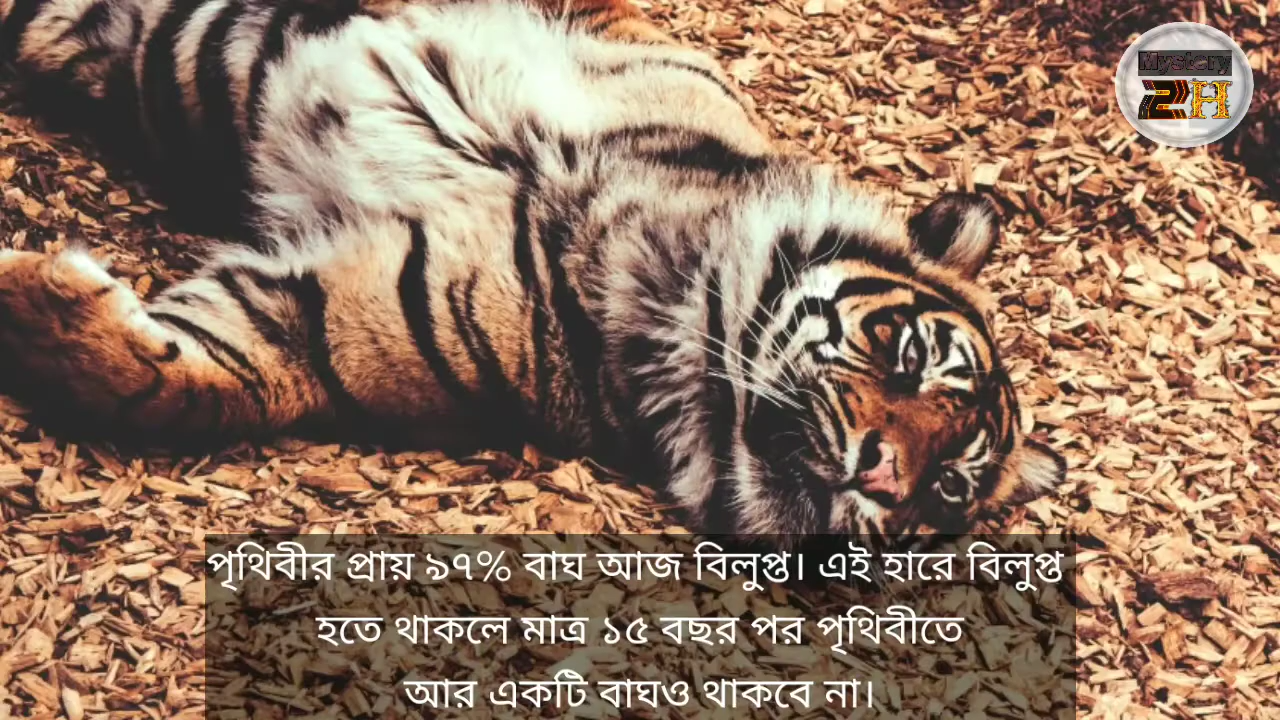 Mystery
2H
পৃথিবীর প্রায় ৯৭% বাঘ আজ বিলুপ্ত। এই হারে বিলুপ্ত
হতে থাকলে মাত্র ১৫ বছর পর পৃথিবীতে
আর একটি বাঘও থাকবে না।